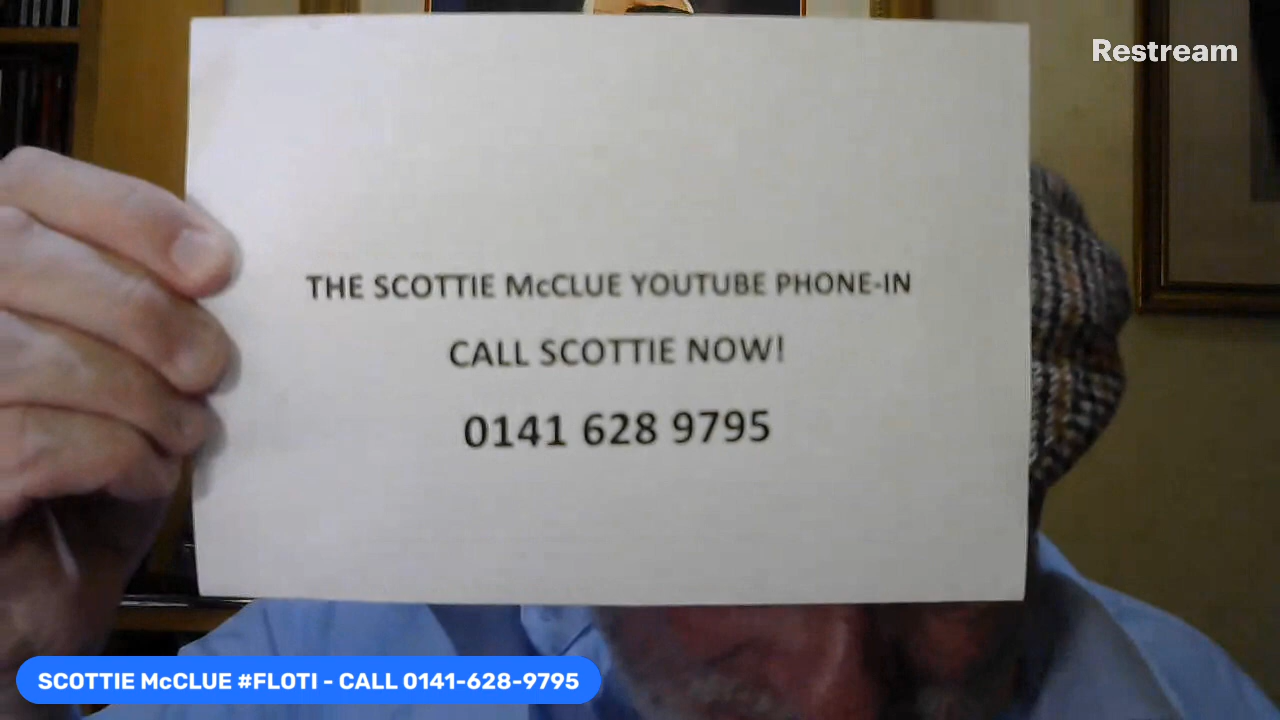 Restream
THE SCOTTIE McCLUE YOUTUBE PHONE-IN
CALL SCOTTIE NOW!
0141 628 9795
SCOTTIE McCLUE #FLOTI - CALL 0141-628-9795